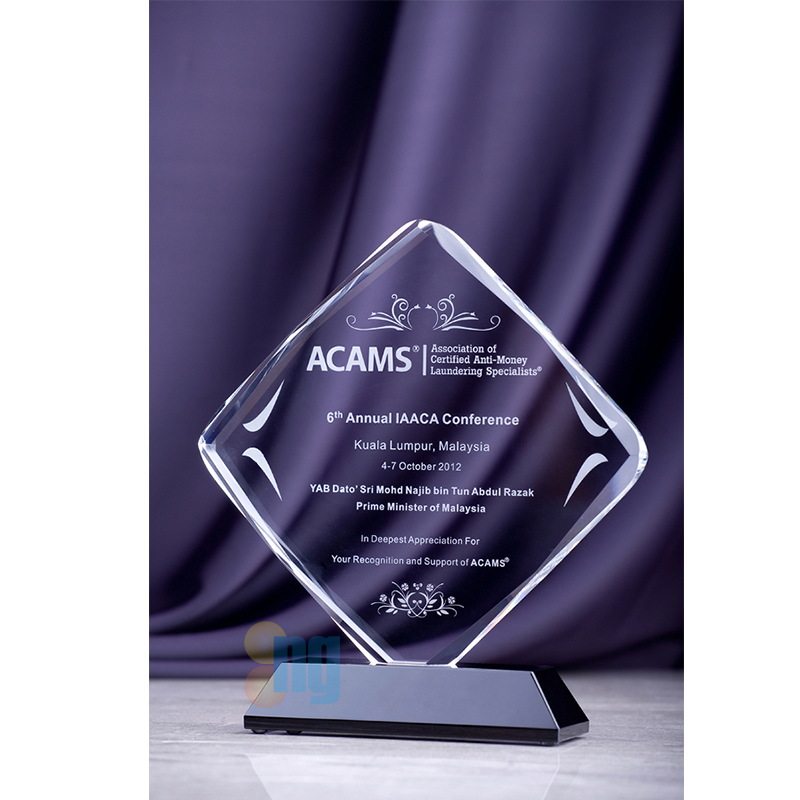 ACAMS® | Association of
Certified Anti-Money
Laundering Specialists®
6th Annual IAACA Conference
Kuala Lumpur, Malaysia
4-7 October 2012
YAB Dato' Sri Mohd Najib bin Tun Abdul Razak
Prime Minister of Malaysia
In Deepest Appreciation For
Your Recognition and Support of ACAMS®
ng